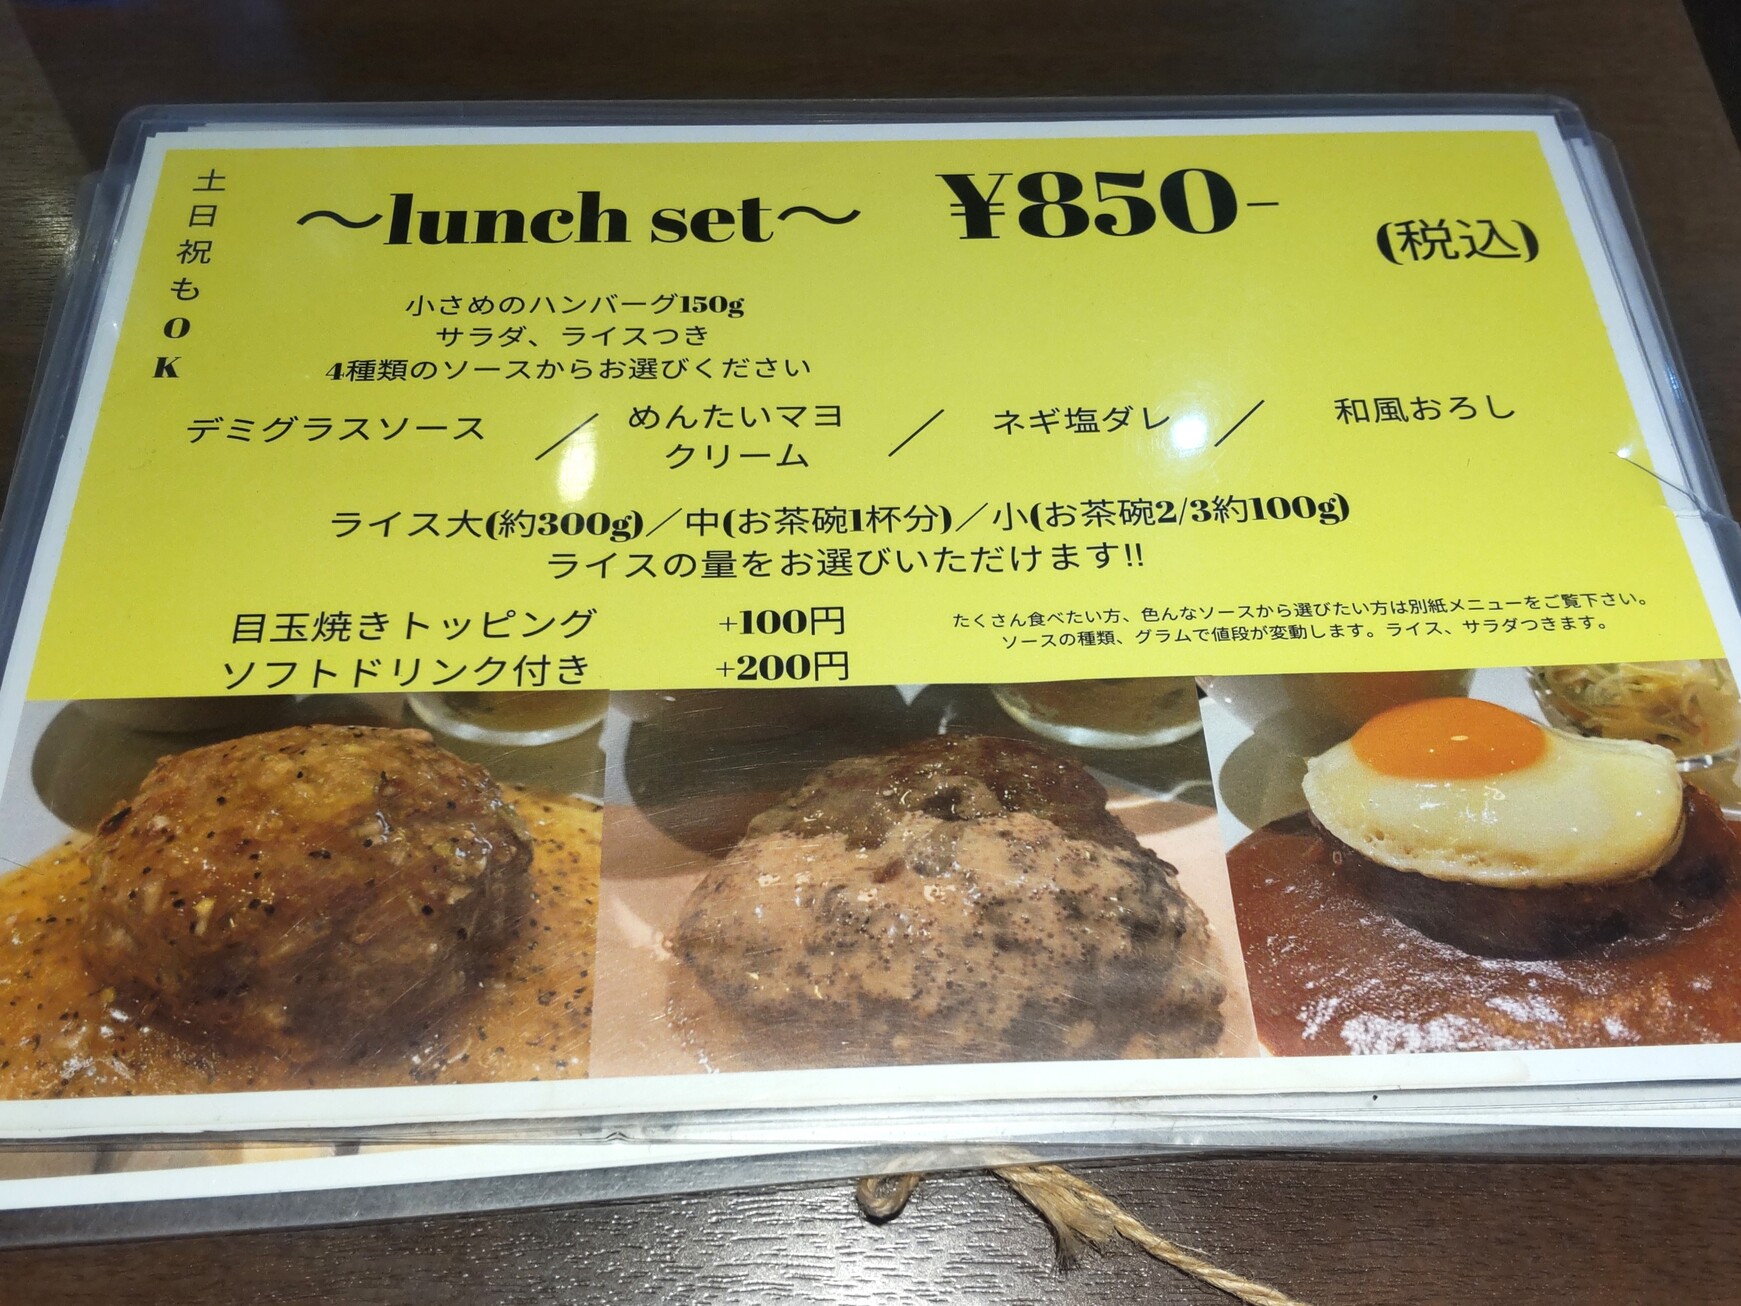 土日祝もOK
〜lunch set〜 ¥850-
(税込)
小さめのハンバーグ150g
サラダ、ライスつき
4種類のソースからお選びください
デミグラスソース ／ めんたいマヨクリーム ／ ネギ塩ダレ ／ 和風おろし
ライス大(約300g)／中(お茶碗1杯分)／小(お茶碗2/3約100g)
ライスの量をお選びいただけます!!
目玉焼きトッピング +100円
ソフトドリンク付き +200円
たくさん食べたい方、色んなソースから選びたい方は別紙メニューをご覧下さい。
ソースの種類、グラムで値段が変動します。ライス、サラダつきます。